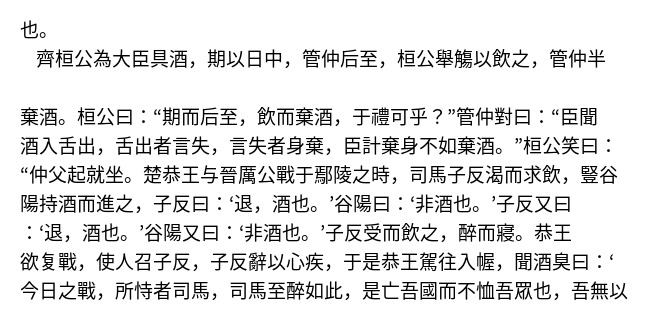 也。
齊桓公為大臣具酒，期以日中，管仲后至，桓公舉觴以飲之，管仲半
棄酒。桓公曰：“期而后至，飲而棄酒，于禮可乎？”管仲對曰：“臣聞
酒入舌出，舌出者言失，言失者身棄，臣計棄身不如棄酒。”桓公笑曰：
“仲父起就坐。楚恭王与晉厲公戰于鄢陵之時，司馬子反渴而求飲，豎谷
陽持酒而進之，子反曰：‘退，酒也。’谷陽曰：‘非酒也。’子反又曰
：‘退，酒也。’谷陽又曰：‘非酒也。’子反受而飲之，醉而寢。恭王
欲复戰，使人召子反，子反辭以心疾，于是恭王駕往入幄，聞酒臭曰：‘
今日之戰，所恃者司馬，司馬至醉如此，是亡吾國而不恤吾眾也，吾無以